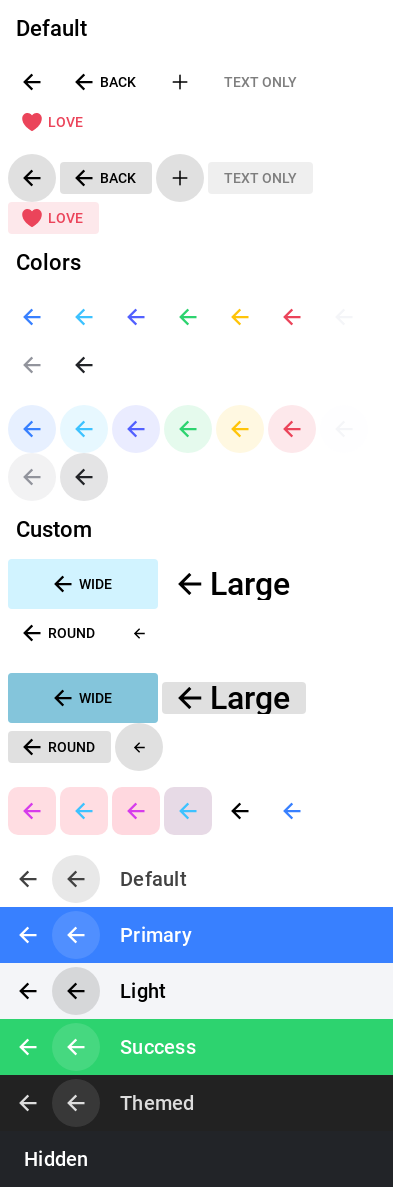 Default
BACK TEXT ONLY
LOVE
BACK TEXT ONLY
LOVE
Colors
Custom
WIDE Large
ROUND
WIDE Large
ROUND
Default
Primary
Light
Success
Themed
Hidden